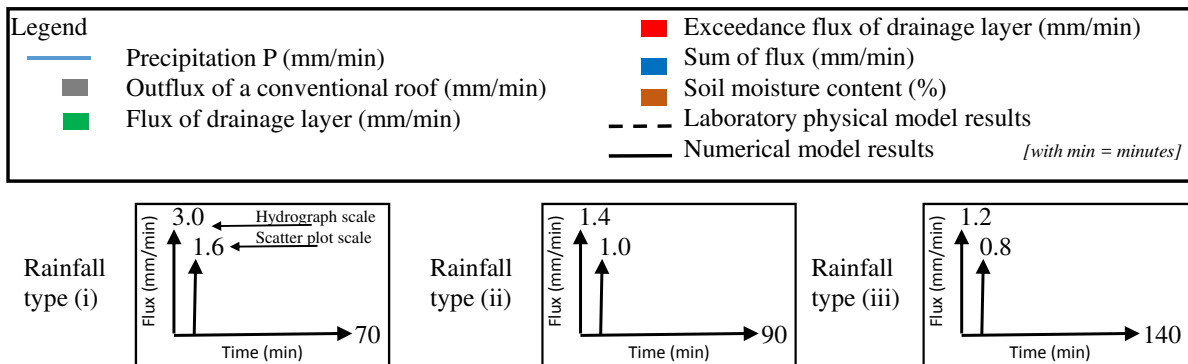 Legend
Precipitation P (mm/min)
Outflux of a conventional roof (mm/min)
Flux of drainage layer (mm/min)
Exceedance flux of drainage layer (mm/min)
Sum of flux (mm/min)
Soil moisture content (%)
Laboratory physical model results
Numerical model results [with min = minutes]
Rainfall
type (i)
Flux (mm/min)
3.0 Hydrograph scale
1.6 Scatter plot scale
70
Time (min)
Rainfall
type (ii)
Flux (mm/min)
1.4
1.0
90
Time (min)
Rainfall
type (iii)
Flux (mm/min)
1.2
0.8
140
Time (min)